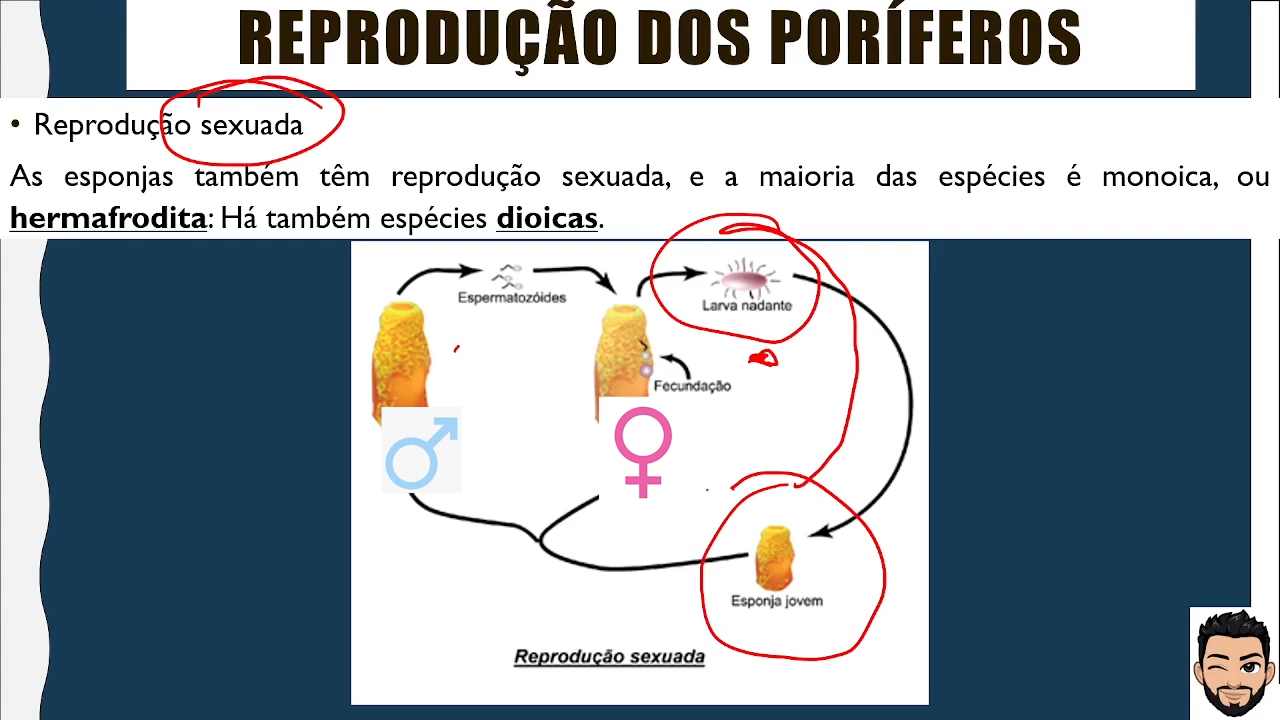 REPRODUÇÃO DOS PORÍFEROS
• Reprodução sexuada
As esponjas também têm reprodução sexuada, e a maioria das espécies é monoica, ou
hermafrodita: Há também espécies dioicas.
Espermatozóides
Larva nadante
Fecundação
Esponja jovem
Reprodução sexuada